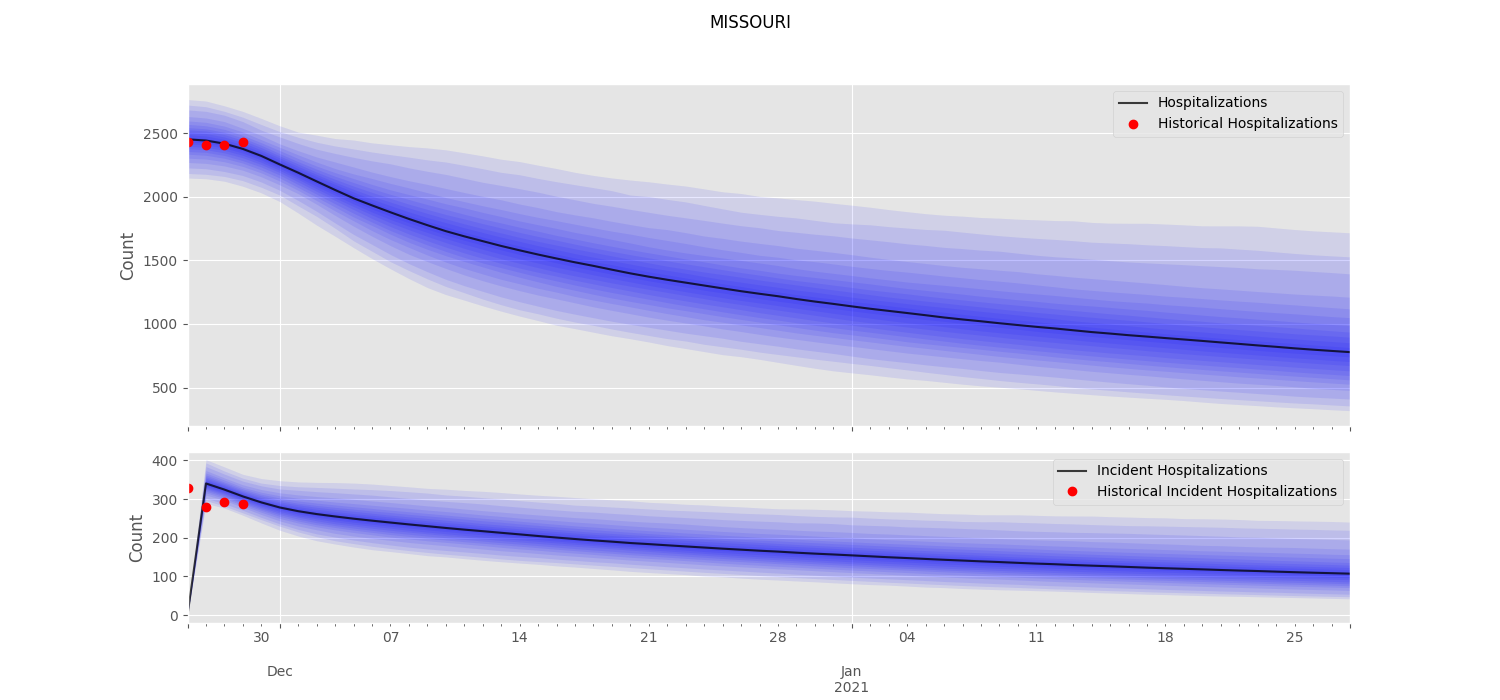 MISSOURI
Hospitalizations
Historical Hospitalizations
Count
2500
2000
1500
1000
500
Incident Hospitalizations
Historical Incident Hospitalizations
Count
400
300
200
100
0
30 07 14 21 28 04 11 18 25
Dec Jan
2021